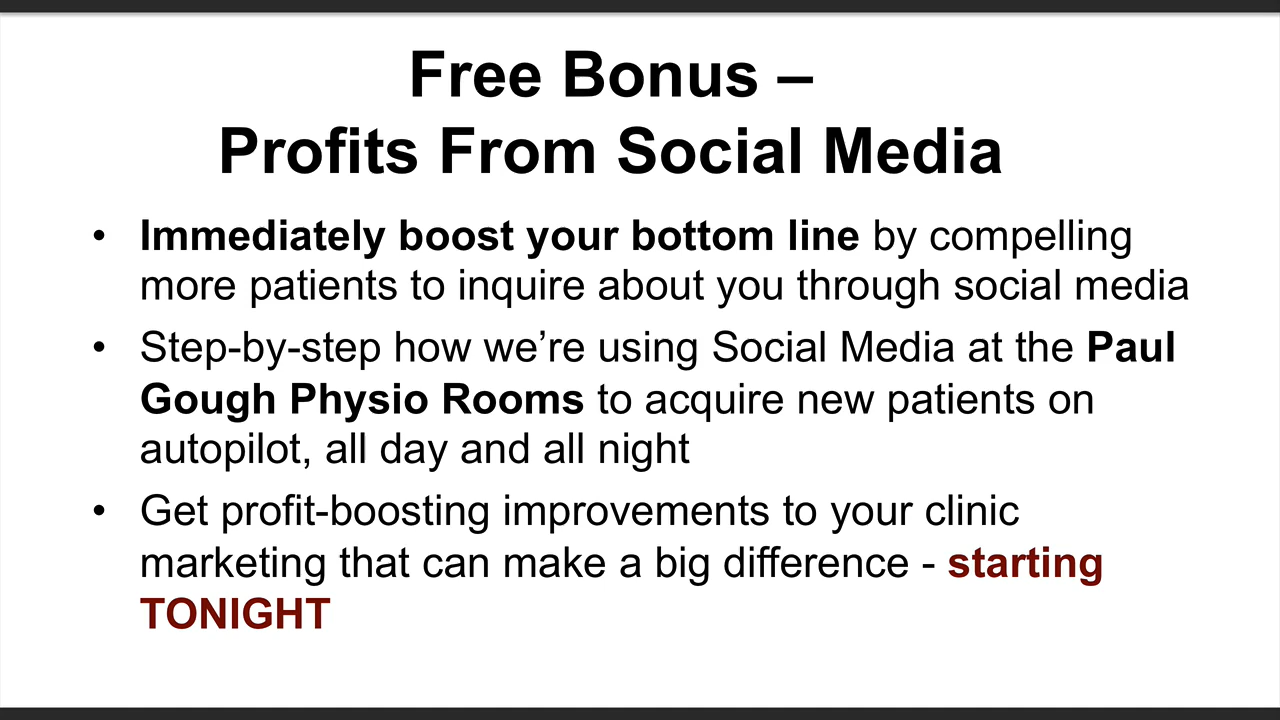 Free Bonus –
Profits From Social Media
• Immediately boost your bottom line by compelling
more patients to inquire about you through social media
• Step-by-step how we’re using Social Media at the Paul
Gough Physio Rooms to acquire new patients on
autopilot, all day and all night
• Get profit-boosting improvements to your clinic
marketing that can make a big difference - starting
TONIGHT